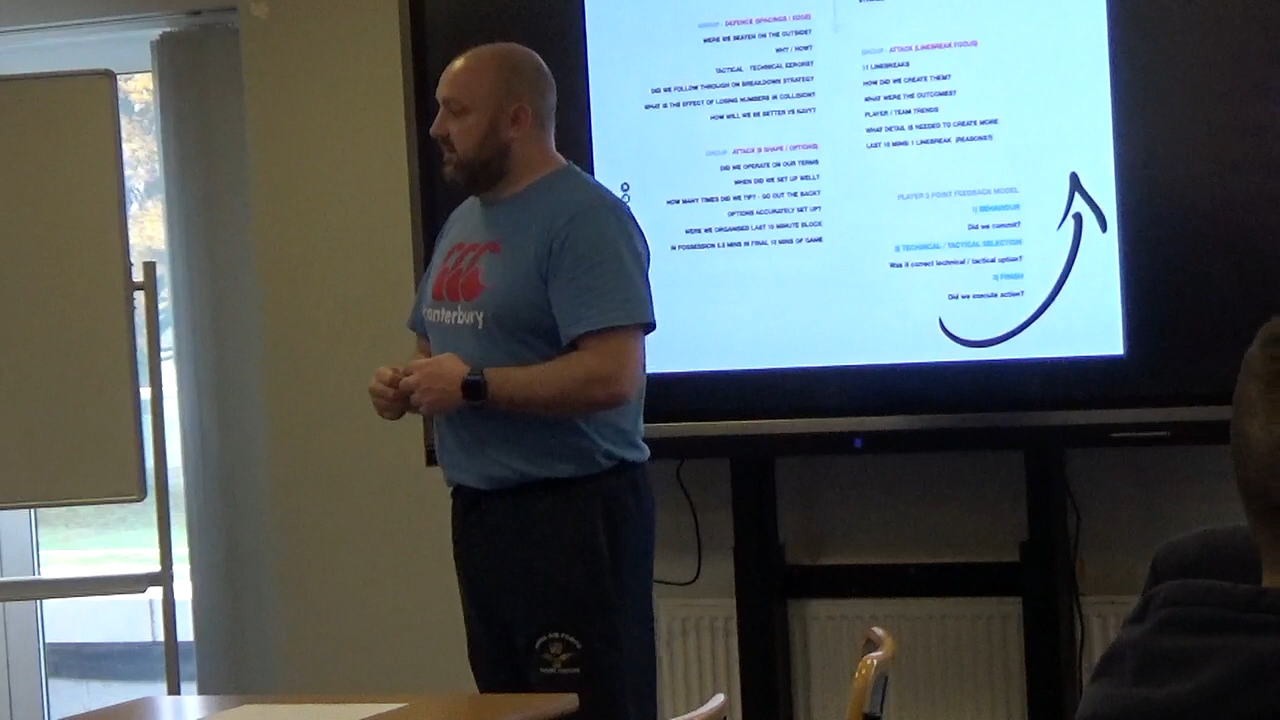 GROUP - DEFENCE (SPACINGS / EDGE)
WERE WE BEATEN ON THE OUTSIDE?
WHY / HOW?
TACTICAL - TECHNICAL ERRORS?
DID WE FOLLOW THROUGH ON BREAKDOWN STRATEGY
WHAT IS THE EFFECT OF LOSING NUMBERS IN COLLISION?
HOW WILL WE BE BETTER VS NAVY?
GROUP - ATTACK (9 SHAPE / OPTIONS)
DID WE OPERATE ON OUR TERMS
WHEN DID WE SET UP WELL?
HOW MANY TIMES DID WE TIP? - GO OUT THE BACK?
OPTIONS ACCURATELY SET UP?
WERE WE ORGANISED LAST 10 MINUTE BLOCK
IN POSSESSION 5.5 MINS IN FINAL 10 MINS OF GAME
GROUP - ATTACK (LINEBREAK FOCUS)
11 LINEBREAKS
HOW DID WE CREATE THEM?
WHAT WERE THE OUTCOMES?
PLAYER / TEAM TRENDS
WHAT DETAIL IS NEEDED TO CREATE MORE
LAST 10 MINS: 1 LINEBREAK (REASONS?)
PLAYER 3 POINT FEEDBACK MODEL
1) BEHAVIOUR
Did we commit?
2) TECHNICAL / TACTICAL SELECTION
Was it correct technical / tactical option?
3) FINISH
Did we execute action?
canterbury
AIR FORCE